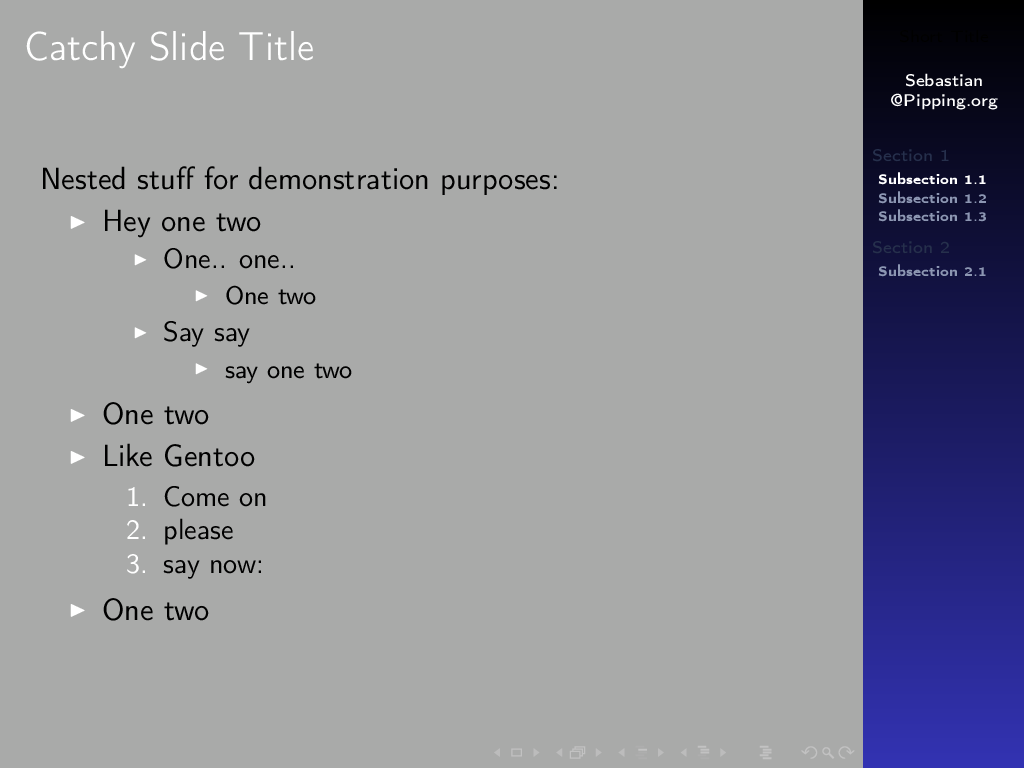 Catchy Slide Title
Nested stuff for demonstration purposes:
Hey one two
One.. one..
One two
Say say
say one two
One two
Like Gentoo
1. Come on
2. please
3. say now:
One two
Sebastian
@Pipping.org
Section 1
Subsection 1.1
Subsection 1.2
Subsection 1.3
Section 2
Subsection 2.1